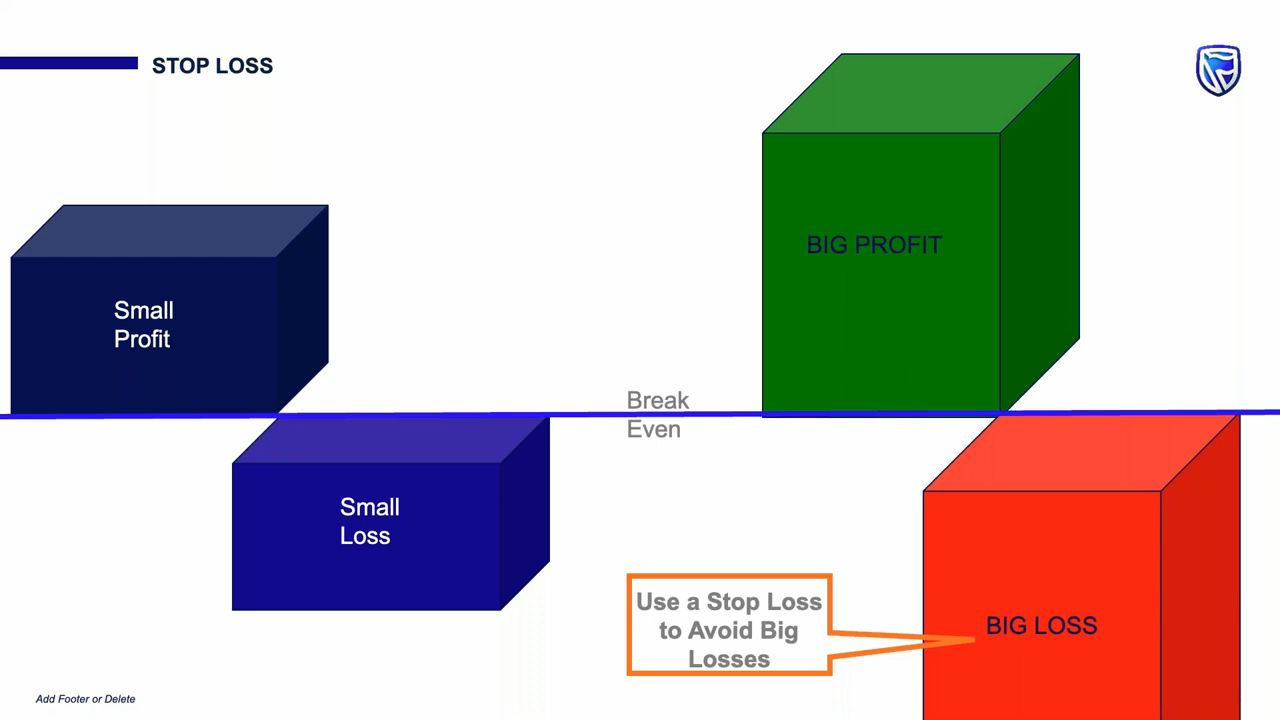 STOP LOSS
BIG PROFIT
Small
Profit
Break
Even
Small
Loss
Use a Stop Loss
to Avoid Big
Losses
BIG LOSS
Add Footer or Delete